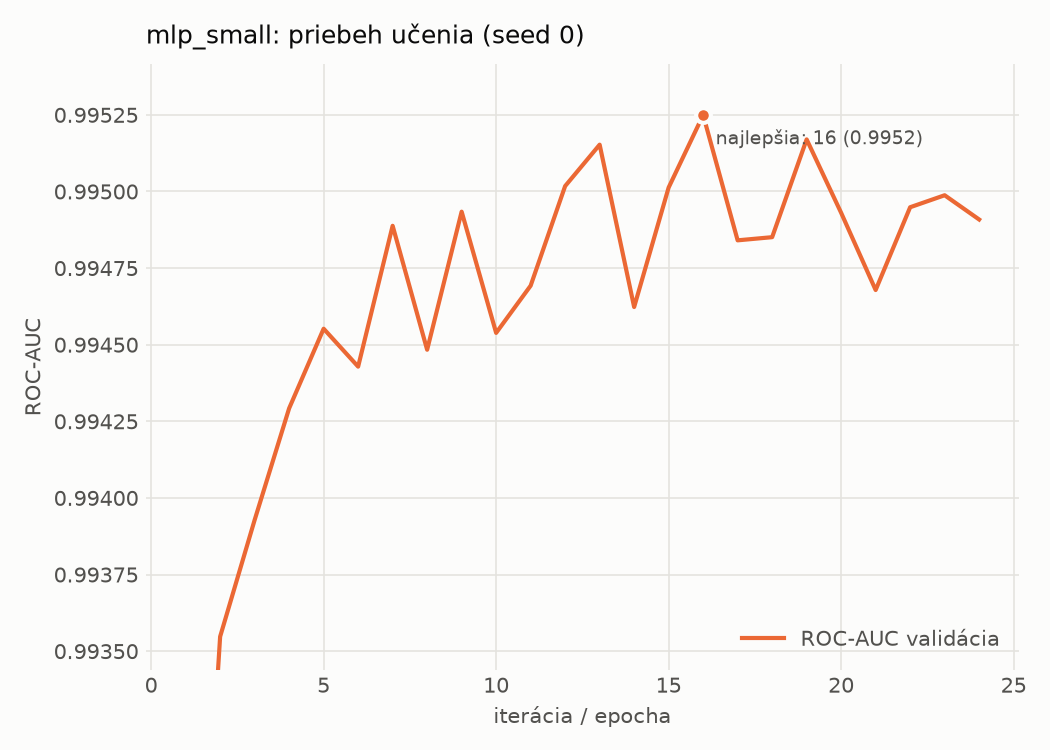 mlp_small: priebeh učenia (seed 0)
0.99525
najlepšia: 16 (0.9952)
0.99500
0.99475
0.99450
0.99425
0.99400
0.99375
0.99350
ROC-AUC
ROC-AUC validácia
0 5 10 15 20 25
iterácia / epocha